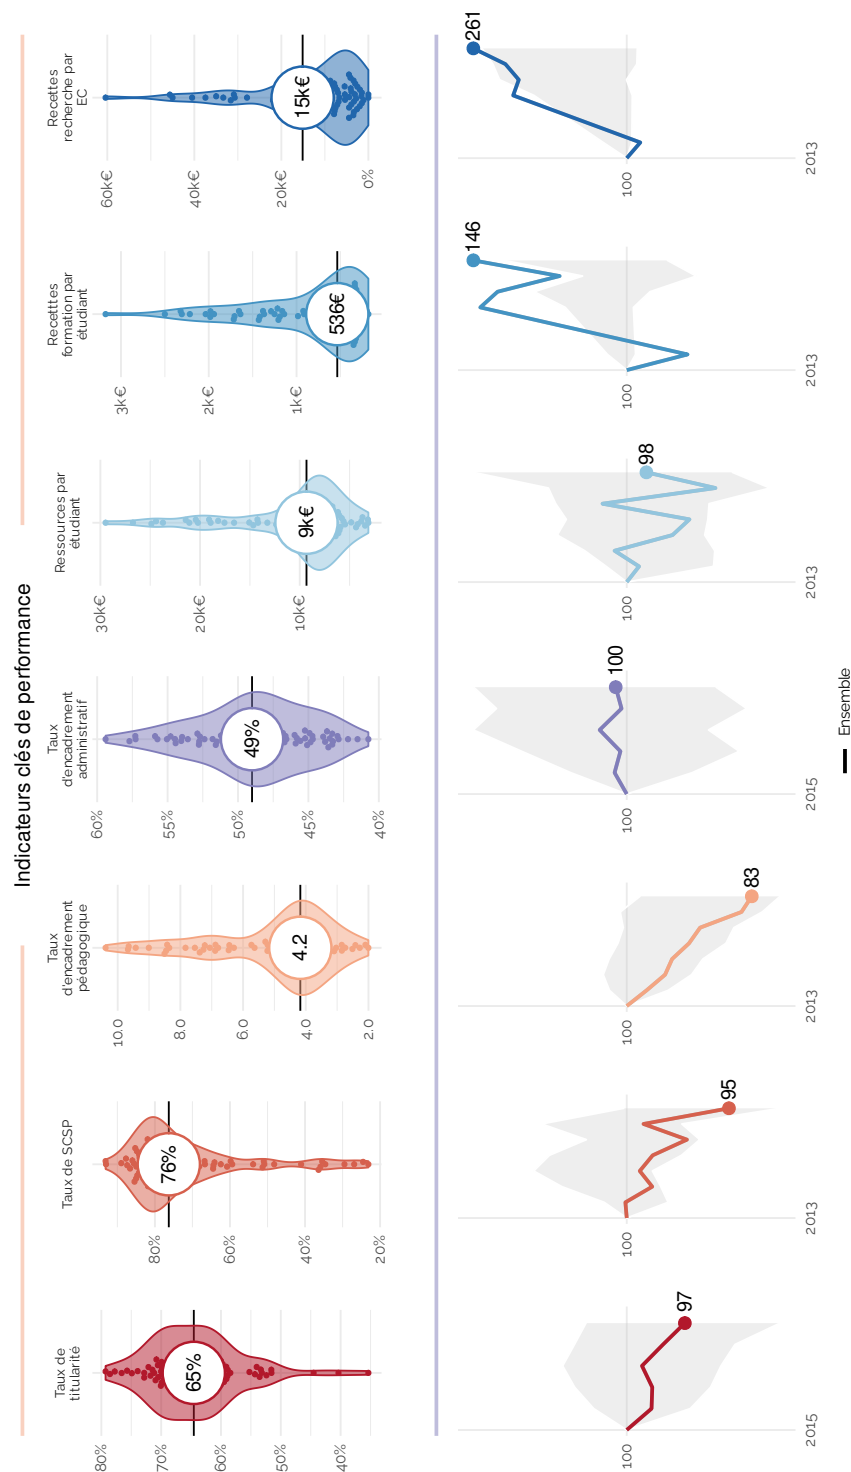 Indicateurs clés de performance
Taux de
titularité
80%
70%
60%
50%
40%
65%
Taux de SCSP
80%
60%
40%
20%
76%
Taux
d'encadrement
pédagogique
10.0
8.0
6.0
4.0
2.0
4.2
Taux
d'encadrement
administratif
60%
55%
50%
45%
40%
49%
Ressources par
étudiant
30k€
20k€
10k€
9k€
Recetttes
formation par
étudiant
3k€
2k€
1k€
536€
Recettes
recherche par
EC
60k€
40k€
20k€
0%
15k€
100
97
2015
100
95
2013
100
83
2013
100
100
2015
100
98
2013
100
146
2013
100
261
2013
Ensemble